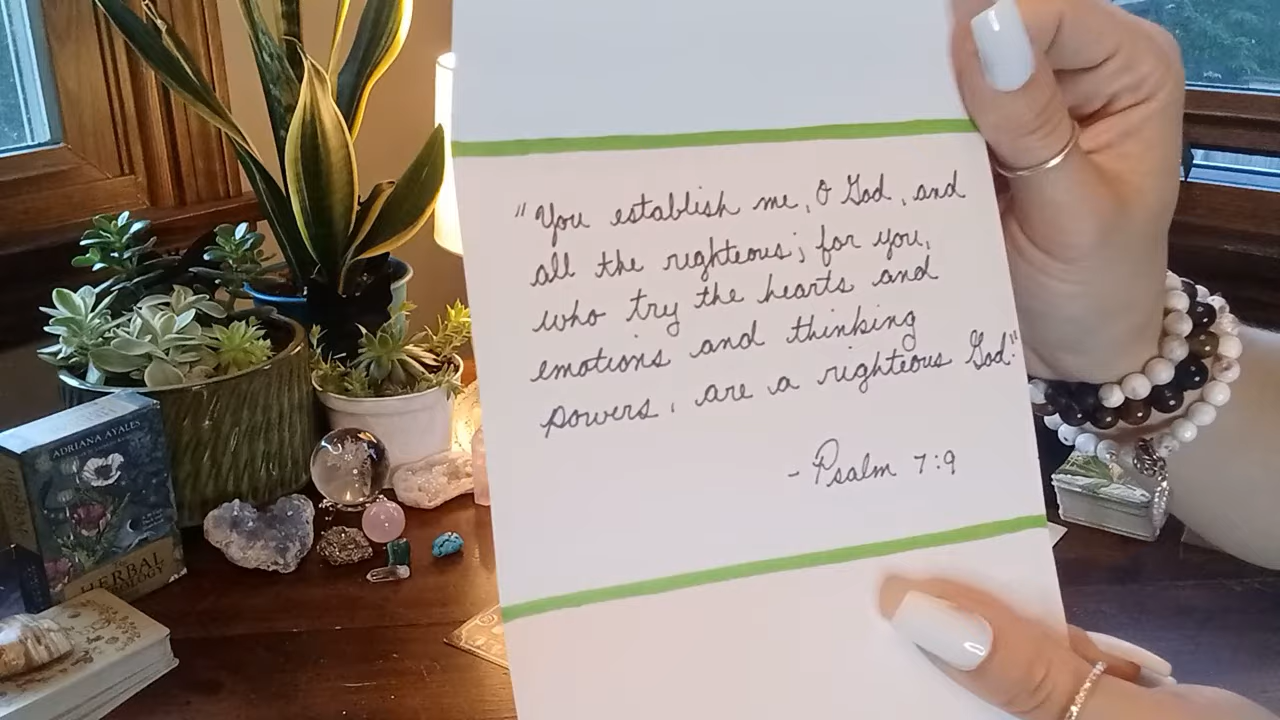 "You establish me, O God, and
all the righteous; for you,
who try the hearts and
emotions and thinking
powers, are a righteous God."
- Psalm 7:9
ADRIANA AYALES
HERBAL